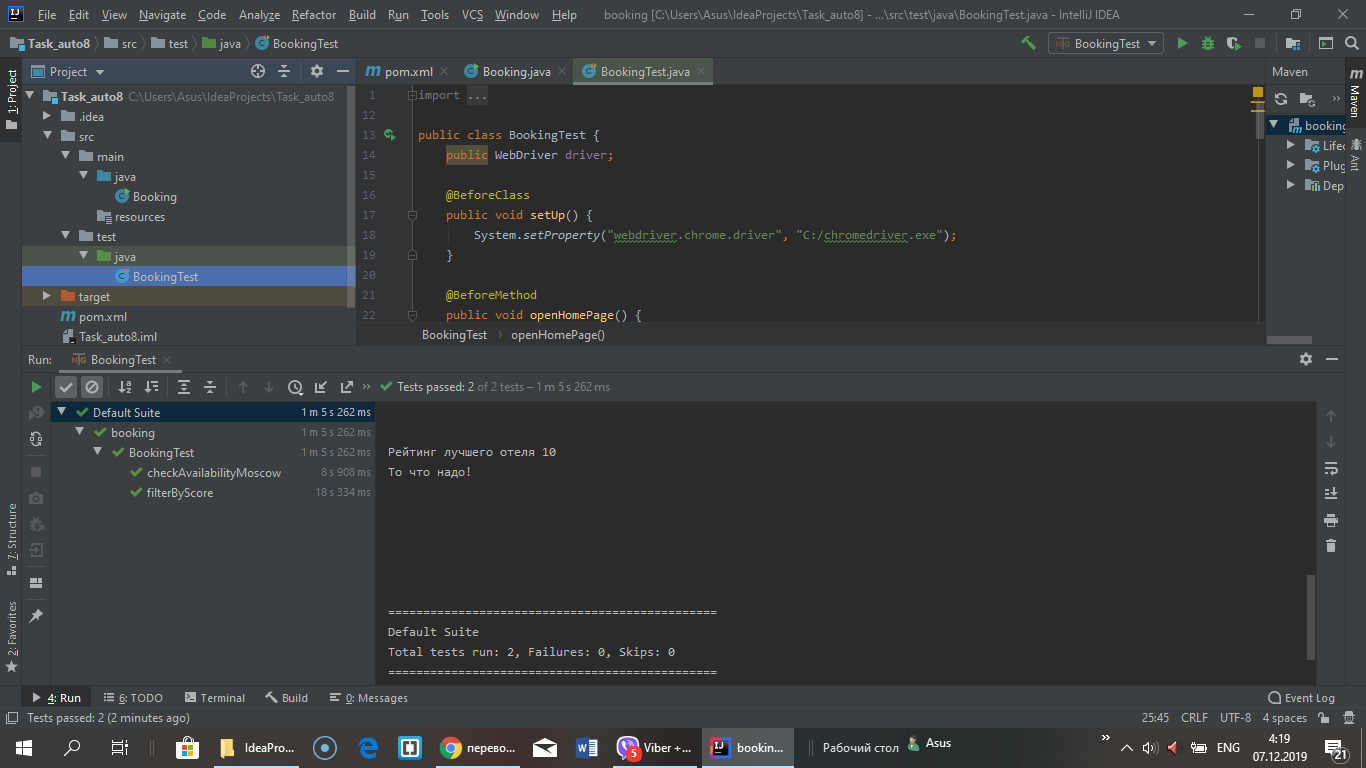 File Edit View Navigate Code Analyze Refactor Build Run Tools VCS Window Help booking [C:\Users\Asus\IdeaProjects\Task_auto8] - ...\src\test\java\BookingTest.java - IntelliJ IDEA
Task_auto8 src test java BookingTest BookingTest
1: Project
Project
pom.xml Booking.java BookingTest.java
Maven
Task_auto8 C:\Users\Asus\IdeaProjects\Task_auto8
.idea
src
main
java
Booking
resources
test
java
BookingTest
target
pom.xml
Task_auto8.iml
1 import ...
12
13 public class BookingTest {
14 public WebDriver driver;
15
16 @BeforeClass
17 public void setUp() {
18 System.setProperty("webdriver.chrome.driver", "C:/chromedriver.exe");
19 }
20
21 @BeforeMethod
22 public void openHomePage() {
BookingTest openHomePage()
booking
Lifec
Plug
Dep
Maven
Ant
Run: BookingTest
Tests passed: 2 of 2 tests – 1 m 5 s 262 ms
Default Suite 1 m 5 s 262 ms
booking 1 m 5 s 262 ms
BookingTest 1 m 5 s 262 ms
checkAvailabilityMoscow 8 s 908 ms
filterByScore 18 s 334 ms
Рейтинг лучшего отеля 10
То что надо!
===============================================
Default Suite
Total tests run: 2, Failures: 0, Skips: 0
===============================================
7: Structure
2: Favorites
4: Run 6: TODO Terminal Build 0: Messages Event Log
Tests passed: 2 (2 minutes ago) 25:45 CRLF UTF-8 4 spaces
IdeaPro... перево... Viber +... 5 bookin... Рабочий стол Asus ENG 4:19 07.12.2019 21